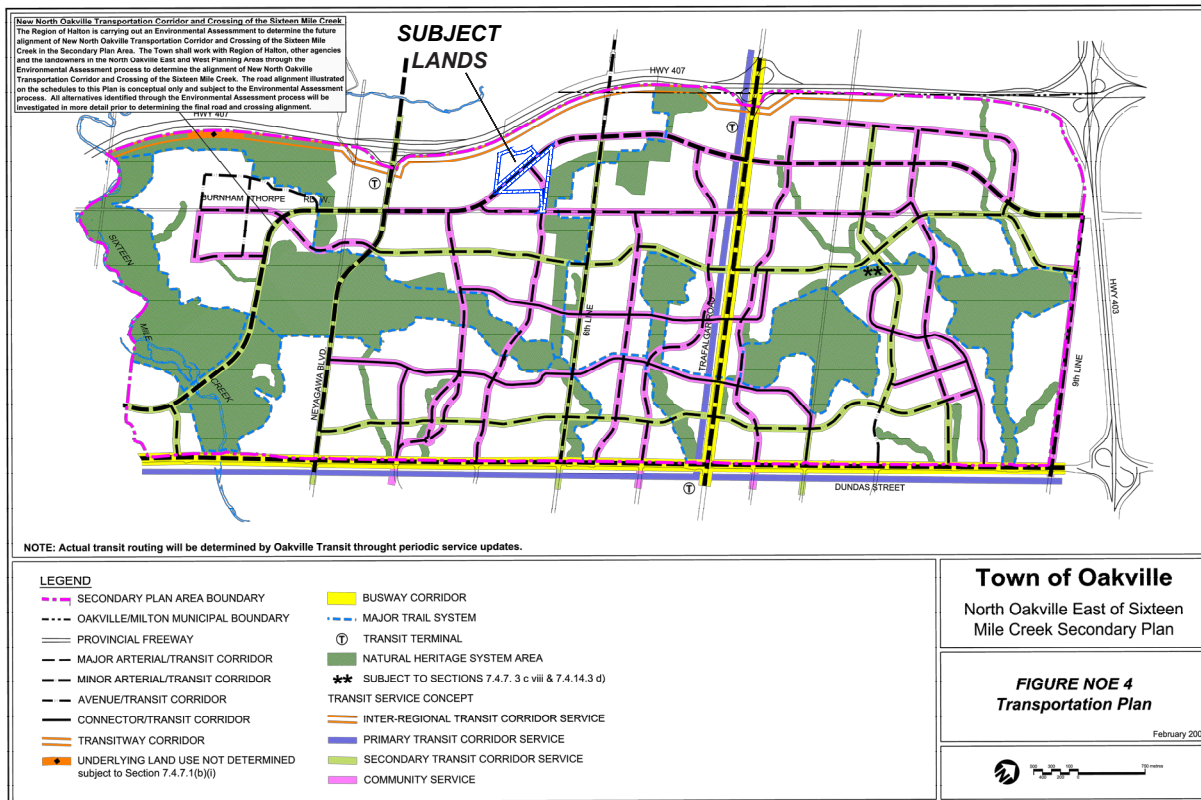 New North Oakville Transportation Corridor and Crossing of the Sixteen Mile Creek
The Region of Halton is carrying out an Environmental Assessmment to determine the future
alignment of New North Oakville Transportation Corridor and Crossing of the Sixteen Mile
Creek in the Secondary Plan Area. The Town shall work with Region of Halton, other agencies
and the landowners in the North Oakville East and West Planning Areas through the
Environmental Assessment process to determine the alignment of New North Oakville
Transportation Corridor and Crossing of the Sixteen Mile Creek. The road alignment illustrated
on the schedules to this Plan is conceptual only and subject to the Environmental Assessment
process. All alternatives identified through the Environmental Assessment process will be
investigated in more detail prior to determining the final road and crossing alignment.
SUBJECT
LANDS
HWY 407
HWY 407
T
T
BURNHAM THORPE RD. W.
SIXTEEN
MILE
CREEK
NEYAGAWA BLVD.
6th LINE
TRAFALGAR ROAD
**
HWY 403
9th LINE
DUNDAS STREET
T
NOTE: Actual transit routing will be determined by Oakville Transit throught periodic service updates.
LEGEND
SECONDARY PLAN AREA BOUNDARY
OAKVILLE/MILTON MUNICIPAL BOUNDARY
PROVINCIAL FREEWAY
MAJOR ARTERIAL/TRANSIT CORRIDOR
MINOR ARTERIAL/TRANSIT CORRIDOR
AVENUE/TRANSIT CORRIDOR
CONNECTOR/TRANSIT CORRIDOR
TRANSITWAY CORRIDOR
UNDERLYING LAND USE NOT DETERMINED
subject to Section 7.4.7.1(b)(i)
BUSWAY CORRIDOR
MAJOR TRAIL SYSTEM
T TRANSIT TERMINAL
NATURAL HERITAGE SYSTEM AREA
** SUBJECT TO SECTIONS 7.4.7. 3 c viii & 7.4.14.3 d)
TRANSIT SERVICE CONCEPT
INTER-REGIONAL TRANSIT CORRIDOR SERVICE
PRIMARY TRANSIT CORRIDOR SERVICE
SECONDARY TRANSIT CORRIDOR SERVICE
COMMUNITY SERVICE
Town of Oakville
North Oakville East of Sixteen
Mile Creek Secondary Plan
FIGURE NOE 4
Transportation Plan
February 200
500 300 100 700 metres
400 200 0